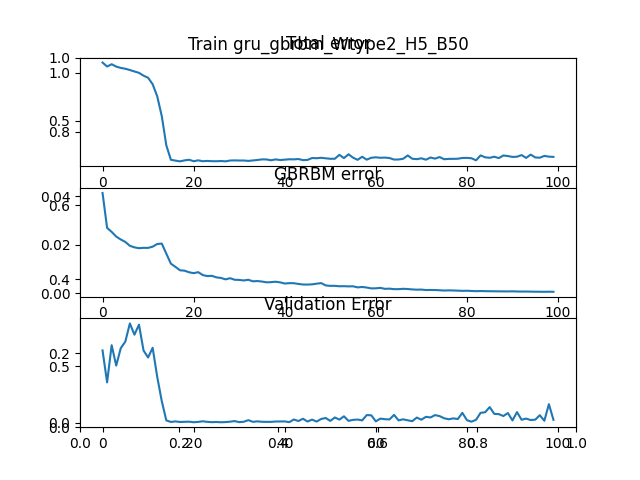 Total error
Train gru_gbrbm_Wtype2_H5_B50
1.0
1.0
0.5
0.8
0 20 40 60 80 100
GBRBM error
0.04
0.6
0.02
0.4
0.00
0 20 40 60 80 100
Validation Error
0.2
0.5
0.0
0.0
0.0 0 0.2 20 0.4 40 0.6 60 0.8 80 100 1.0